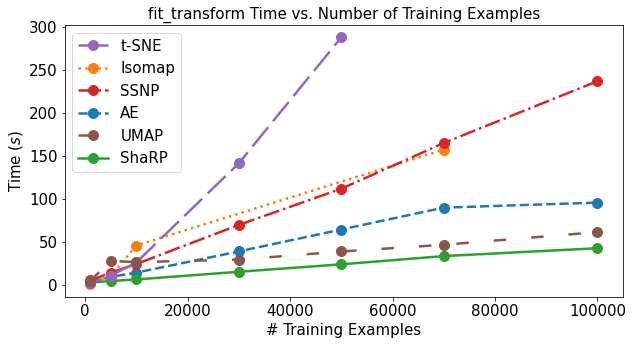 fit_transform Time vs. Number of Training Examples
300
250
200
150
100
50
0
Time (s)
t-SNE
Isomap
SSNP
AE
UMAP
ShaRP
0 20000 40000 60000 80000 100000
# Training Examples